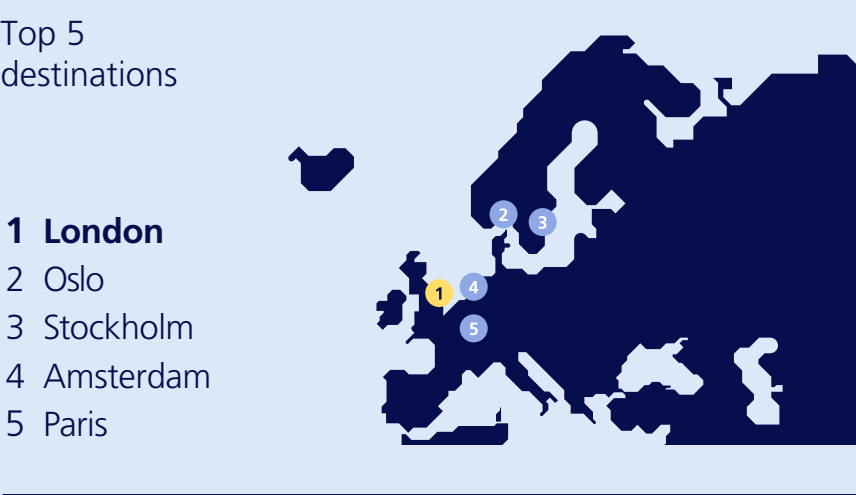 Top 5
destinations
1 London
2 Oslo
3 Stockholm
4 Amsterdam
5 Paris
2
3
1
4
5